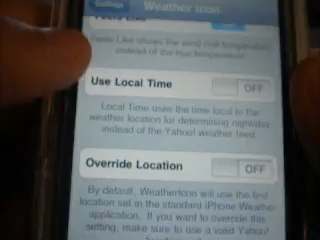 Settings
Weather Icon
Feels Like
Feels Like shows the wind chill temperature
instead of the true temperature.
Use Local Time
OFF
Local Time uses the time local to the
weather location for determining night/day
instead of the Yahoo! weather feed.
Override Location
OFF
By default, WeatherIcon will use the first
location set in the standard iPhone Weather
application. If you want to override this
setting, make sure to use a valid Yahoo!